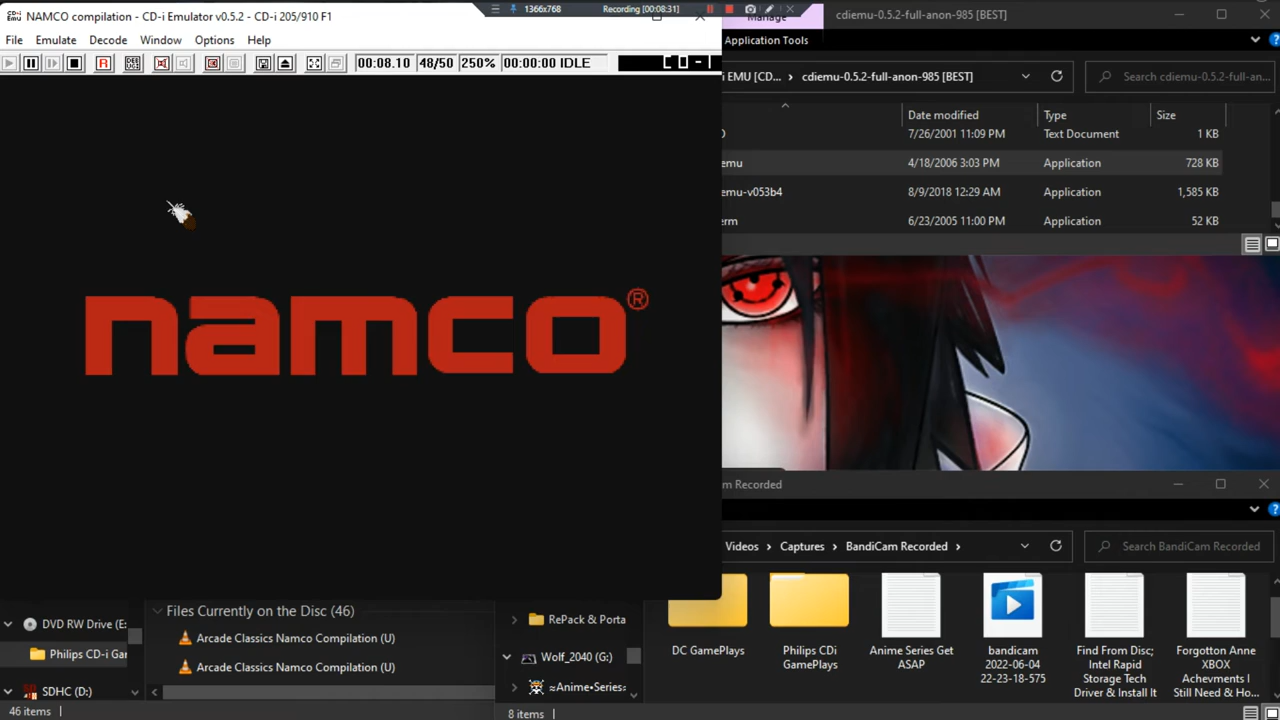 NAMCO compilation - CD-i Emulator v0.5.2 - CD-i 205/910 F1
1366x768
Recording [00:08:31]
Manage
cdiemu-0.5.2-full-anon-985 [BEST]
File Emulate Decode Window Options Help
Application Tools
00:08.10 48/50 250% 00:00:00 IDLE
CD-I
EMU [CD... > cdiemu-0.5.2-full-anon-985 [BEST]
Search cdiemu-0.5.2-full-an...
Date modified Type Size
7/26/2001 11:09 PM Text Document 1 KB
emu 4/18/2006 3:03 PM Application 728 KB
emu-v053b4 8/9/2018 12:29 AM Application 1,585 KB
erm 6/23/2005 11:00 PM Application 52 KB
namco®
am Recorded
Videos > Captures > BandiCam Recorded >
Search BandiCam Recorded
DVD RW Drive (E:
Philips CD-i Gar
SDHC (D:)
46 items
Files Currently on the Disc (46)
Arcade Classics Namco Compilation (U)
Arcade Classics Namco Compilation (U)
RePack & Porta
Wolf_2040 (G:)
≈Anime•Series:
8 items
DC GamePlays
Philips CDi GamePlays
Anime Series Get ASAP
bandicam 2022-06-04 22-23-18-575
Find From Disc; Intel Rapid Storage Tech Driver & Install It
Forgotton Anne XBOX Achevments I Still Need & Ho...